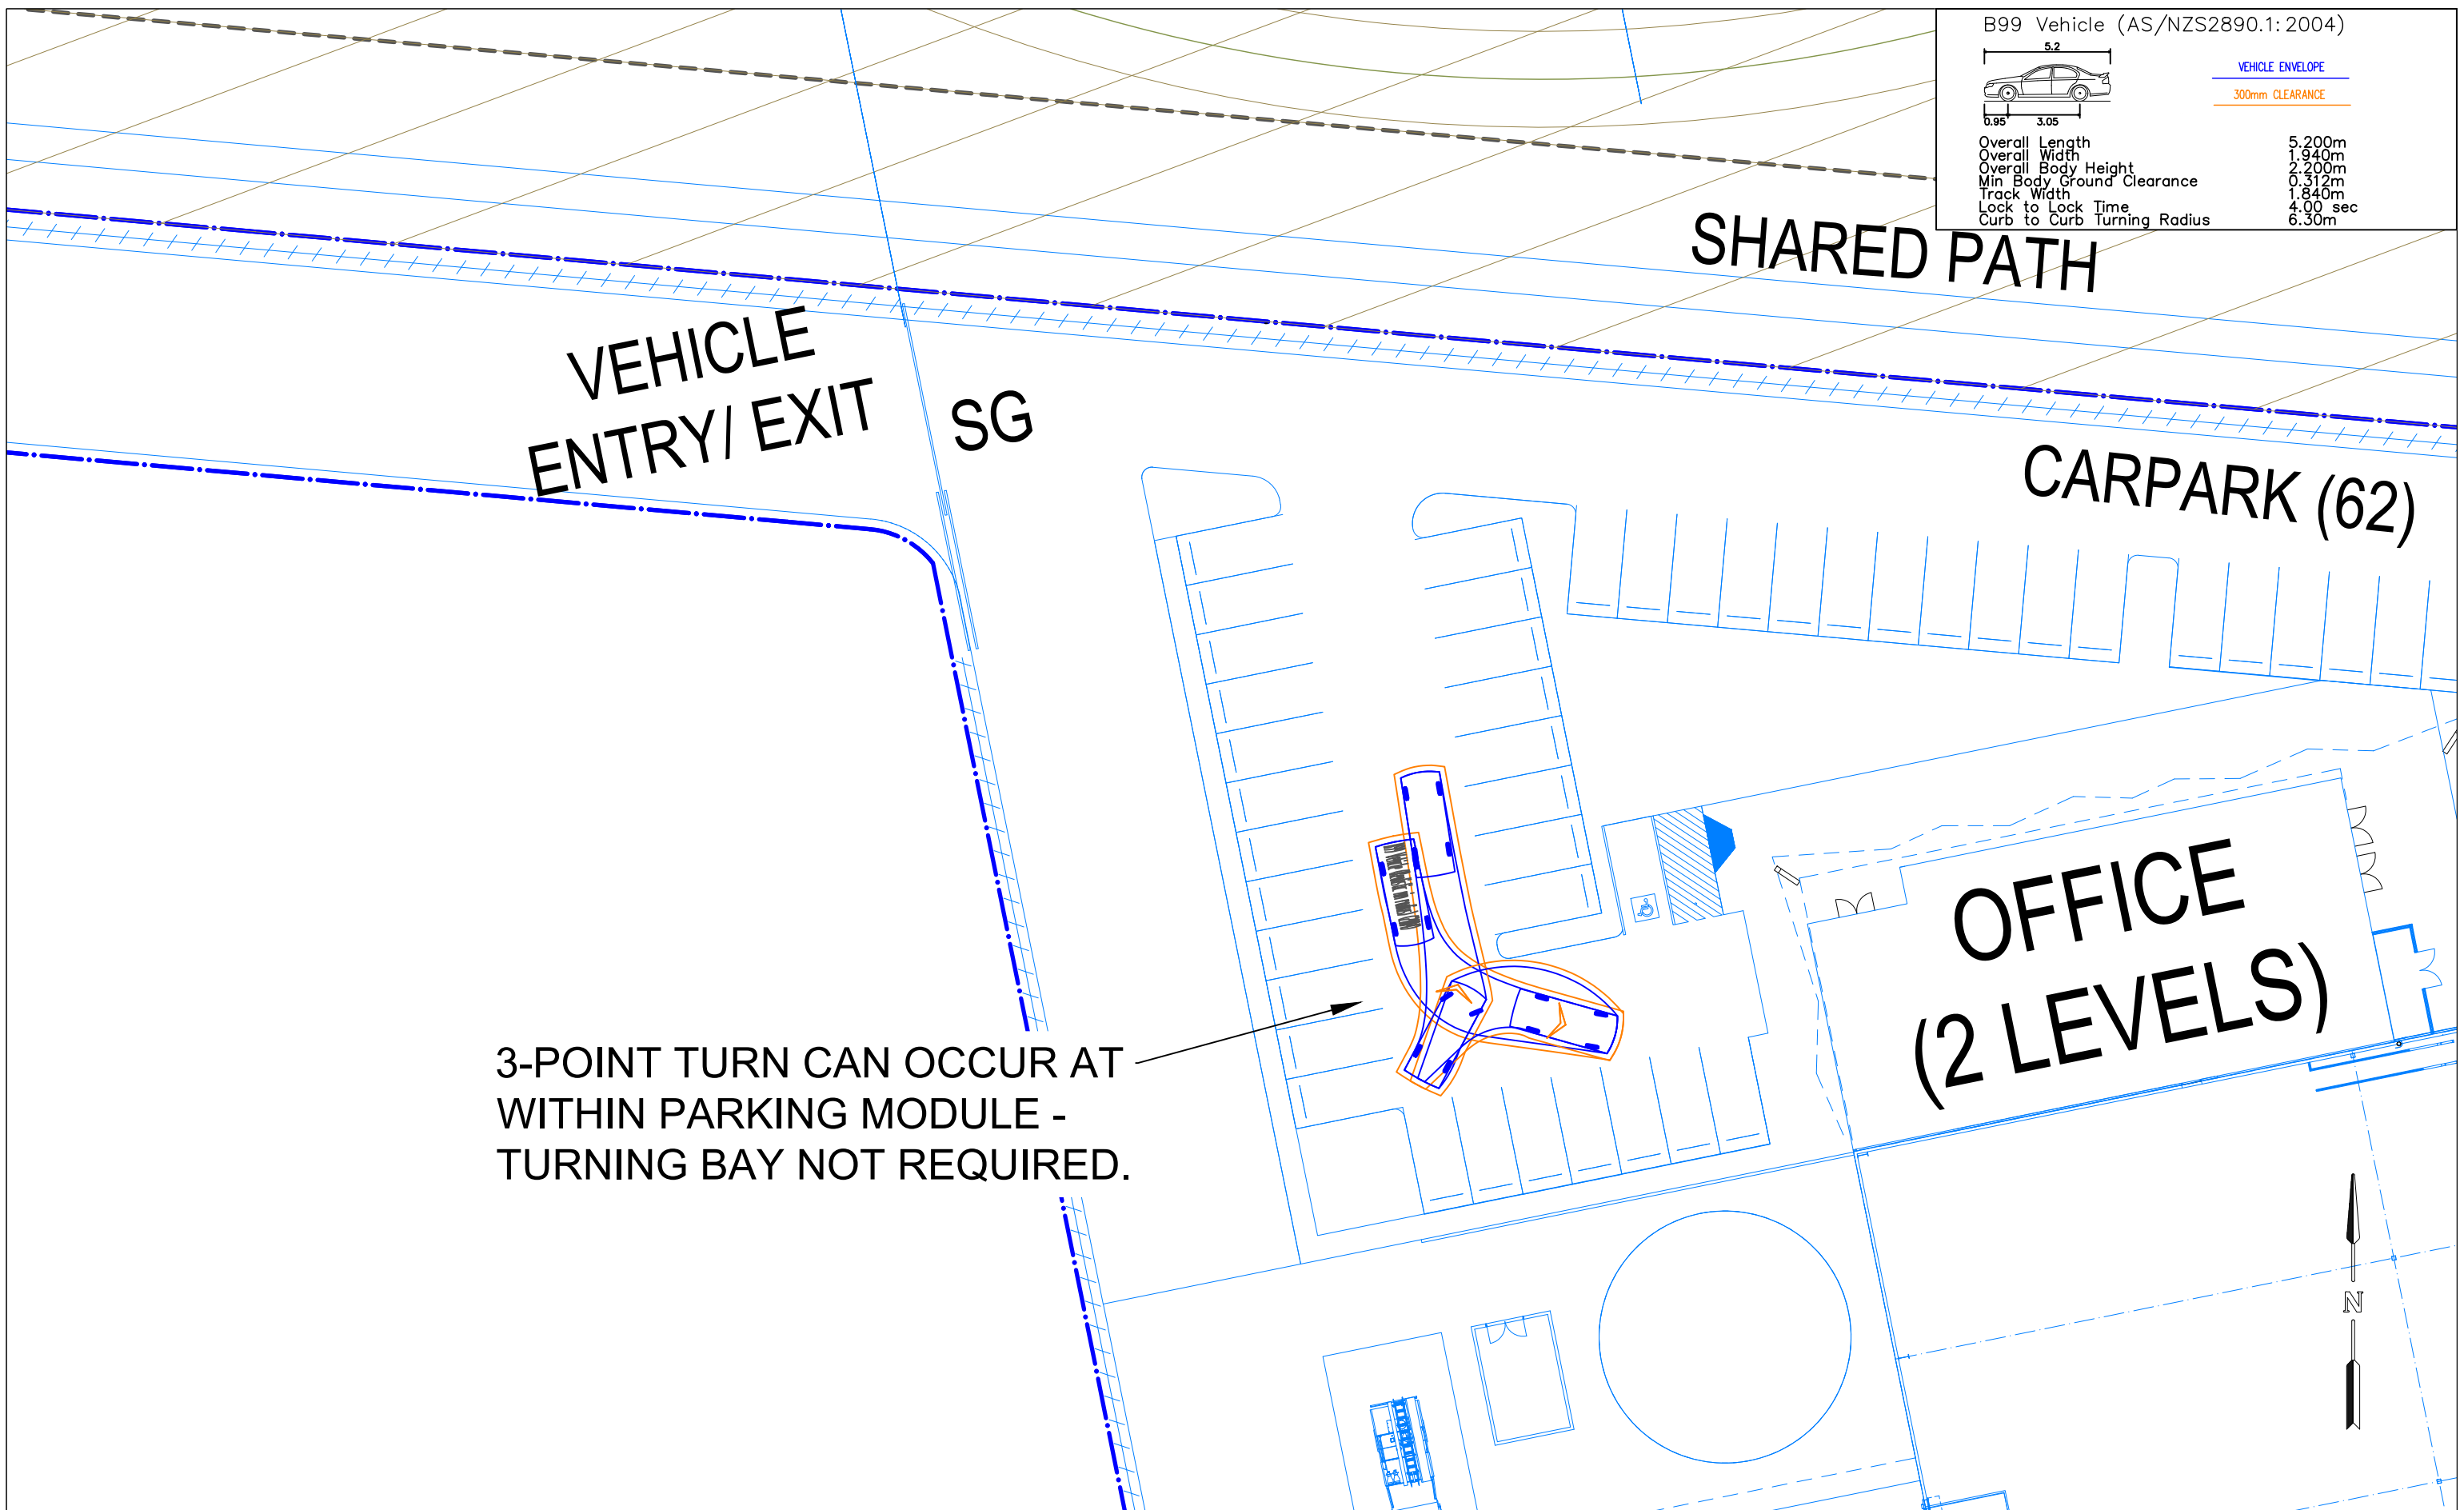 B99 Vehicle (AS/NZS2890.1:2004)
5.2
0.95 3.05
VEHICLE ENVELOPE
300mm CLEARANCE
Overall Length 5.200m
Overall Width 1.940m
Overall Body Height 2.200m
Min Body Ground Clearance 0.312m
Track Width 1.840m
Lock to Lock Time 4.00 sec
Curb to Curb Turning Radius 6.30m
SHARED PATH
VEHICLE
ENTRY/ EXIT
SG
CARPARK (62)
OFFICE
(2 LEVELS)
3-POINT TURN CAN OCCUR AT
WITHIN PARKING MODULE -
TURNING BAY NOT REQUIRED.
N